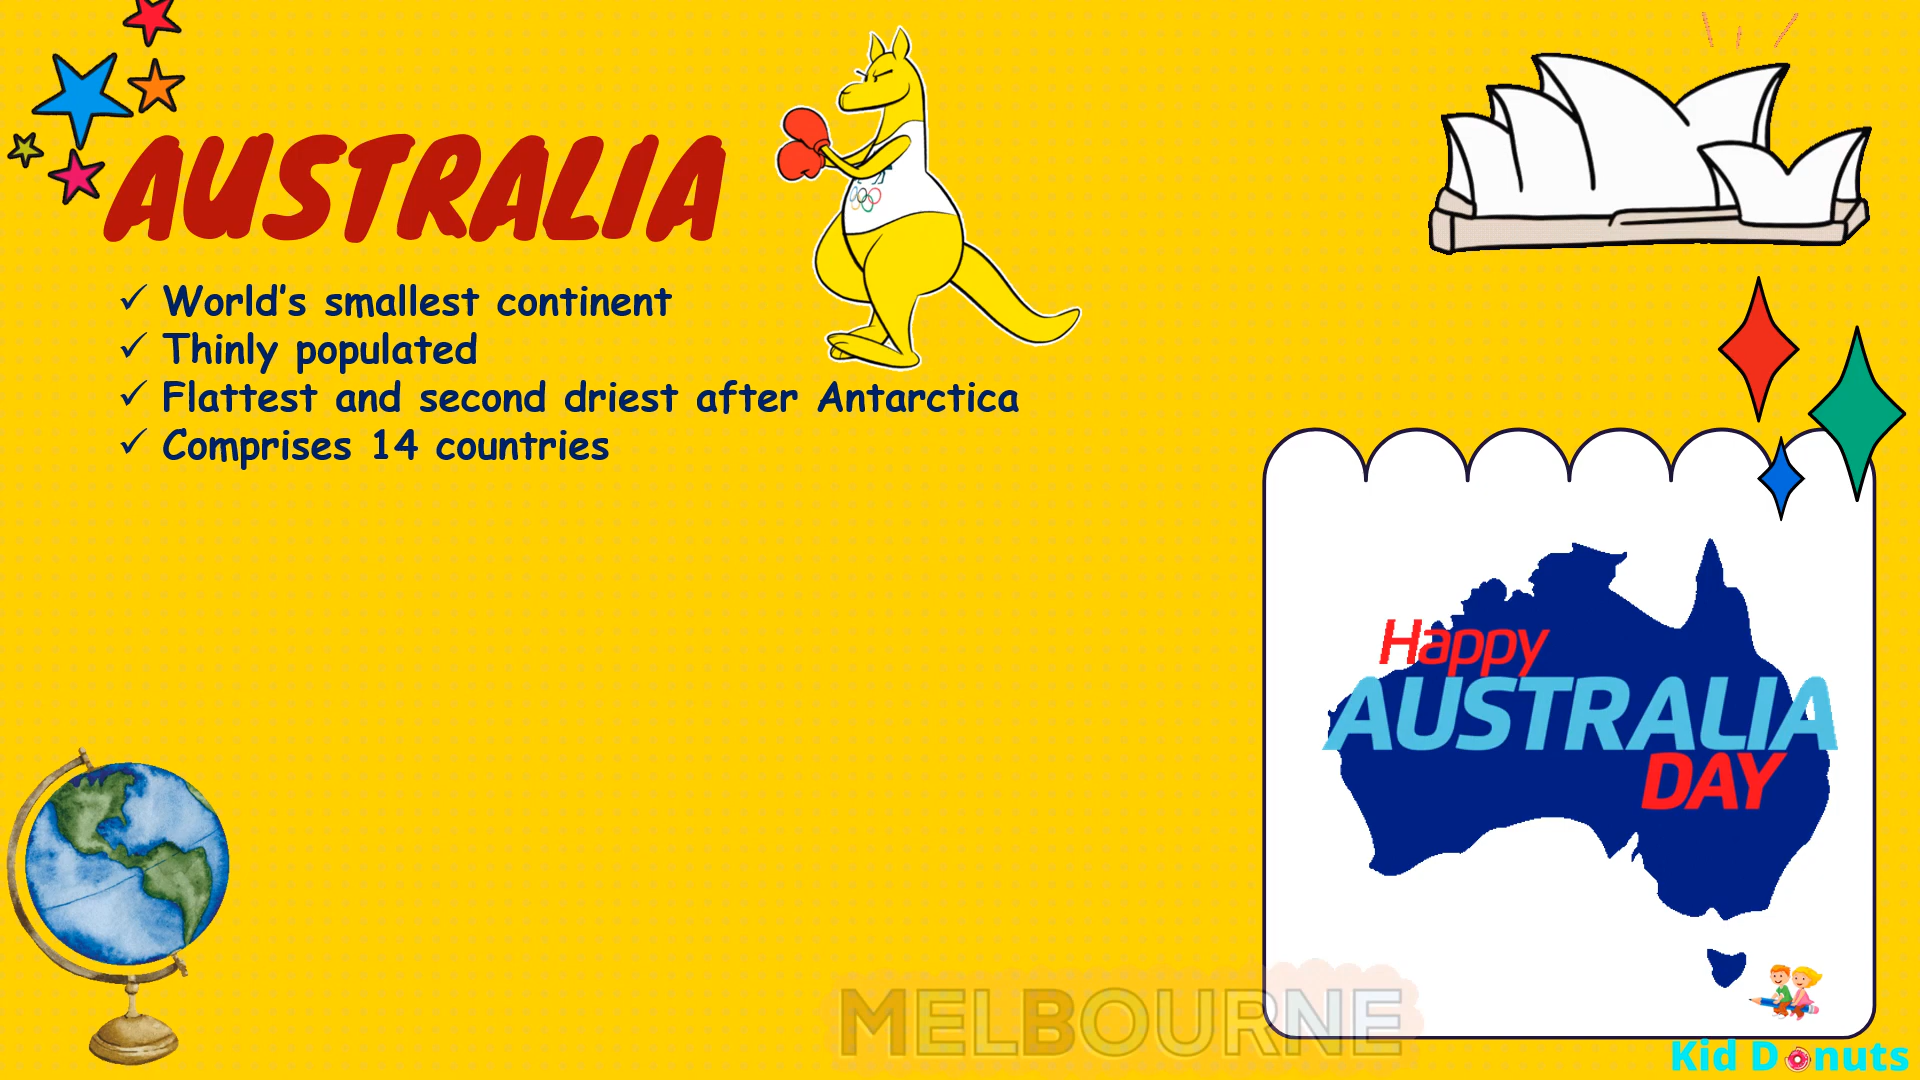 AUSTRALIA
✓ World's smallest continent
✓ Thinly populated
✓ Flattest and second driest after Antarctica
✓ Comprises 14 countries
Happy
AUSTRALIA
DAY
MELBOURNE
Kid Donuts